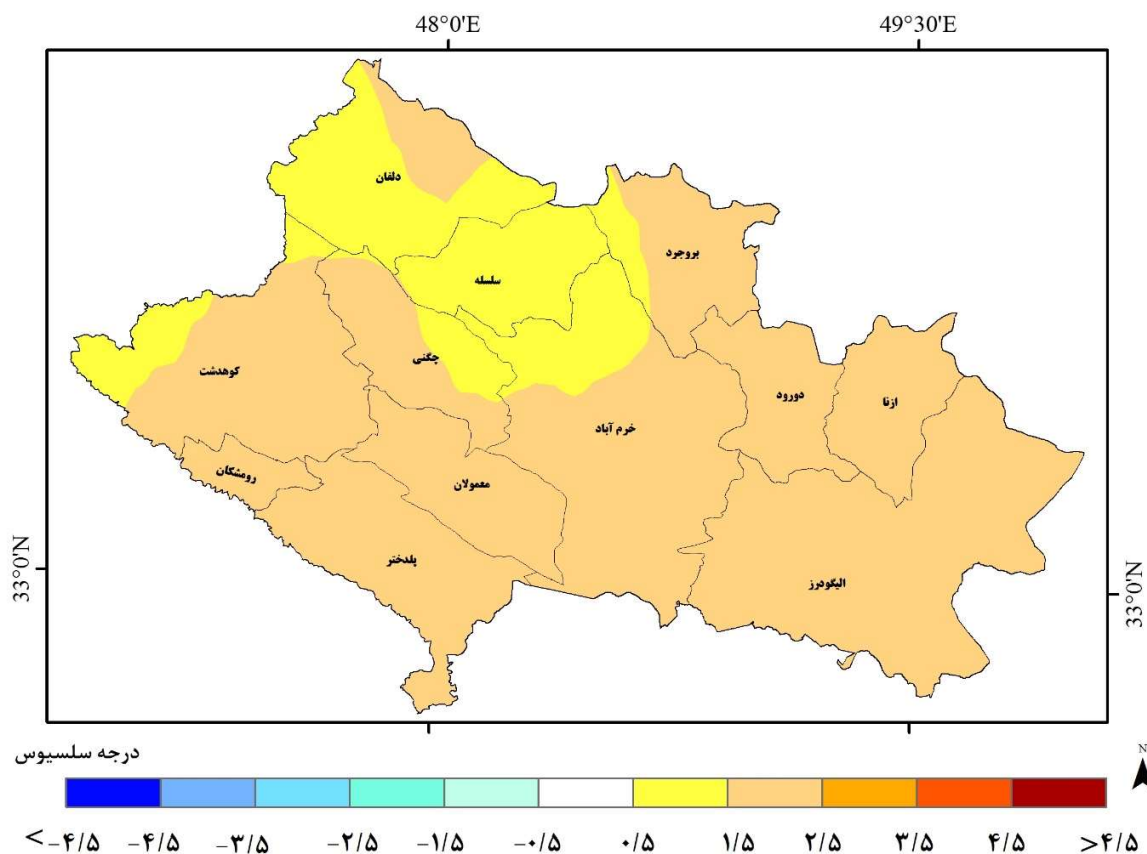 48°0'E 49°30'E
دلفان
بروجرد
سلسله
چگنی
کوهدشت
دورود
ازنا
خرم آباد
رومشکان
معمولان
پلدختر
الیگودرز
33°0'N 33°0'N
درجه سلسیوس
N
< -۴/۵ -۴/۵ -۳/۵ -۲/۵ -۱/۵ -۰/۵ ۰/۵ ۱/۵ ۲/۵ ۳/۵ ۴/۵ >۴/۵